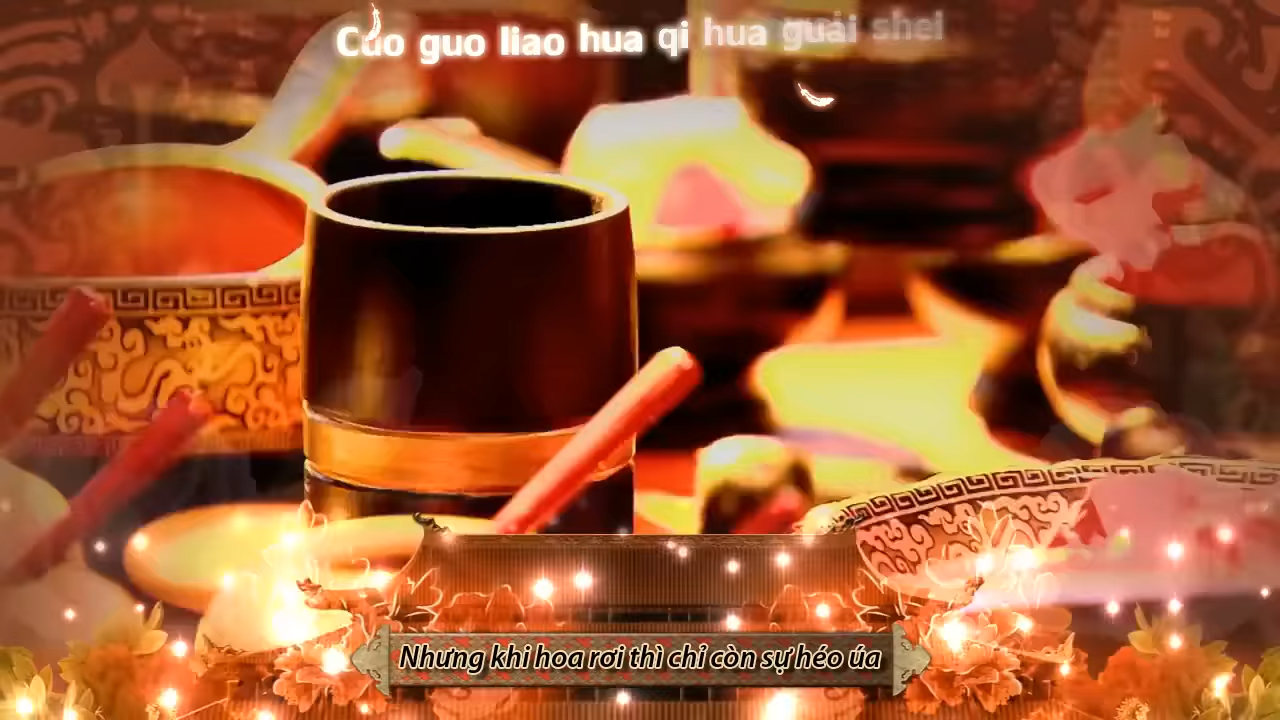 Cuo guo liao hua qi hua guai shei
Nhưng khi hoa rơi thì chỉ còn sự héo úa